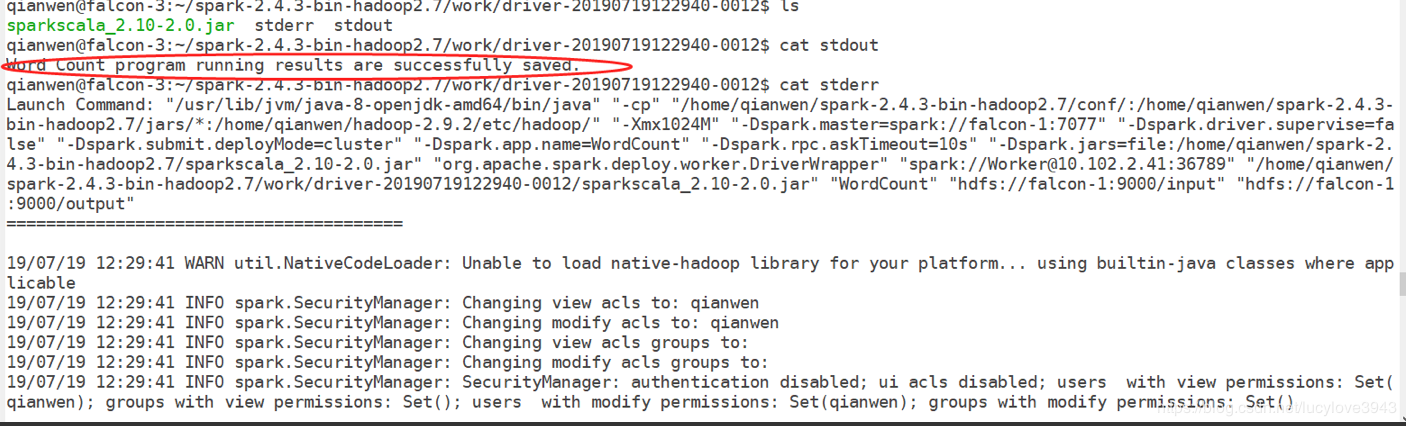 qianwen@falcon-3:~/spark-2.4.3-bin-hadoop2.7/work/driver-20190719122940-0012$ ls
sparkscala_2.10-2.0.jar  stderr  stdout
qianwen@falcon-3:~/spark-2.4.3-bin-hadoop2.7/work/driver-20190719122940-0012$ cat stdout
Word Count program running results are successfully saved.
qianwen@falcon-3:~/spark-2.4.3-bin-hadoop2.7/work/driver-20190719122940-0012$ cat stderr
Launch Command: "/usr/lib/jvm/java-8-openjdk-amd64/bin/java" "-cp" "/home/qianwen/spark-2.4.3-bin-hadoop2.7/conf/:/home/qianwen/spark-2.4.3-
bin-hadoop2.7/jars/*:/home/qianwen/hadoop-2.9.2/etc/hadoop/" "-Xmx1024M" "-Dspark.master=spark://falcon-1:7077" "-Dspark.driver.supervise=fa
lse" "-Dspark.submit.deployMode=cluster" "-Dspark.app.name=WordCount" "-Dspark.rpc.askTimeout=10s" "-Dspark.jars=file:/home/qianwen/spark-2.
4.3-bin-hadoop2.7/sparkscala_2.10-2.0.jar" "org.apache.spark.deploy.worker.DriverWrapper" "spark://Worker@10.102.2.41:36789" "/home/qianwen/
spark-2.4.3-bin-hadoop2.7/work/driver-20190719122940-0012/sparkscala_2.10-2.0.jar" "WordCount" "hdfs://falcon-1:9000/input" "hdfs://falcon-1
:9000/output"
========================================
19/07/19 12:29:41 WARN util.NativeCodeLoader: Unable to load native-hadoop library for your platform... using builtin-java classes where app
licable
19/07/19 12:29:41 INFO spark.SecurityManager: Changing view acls to: qianwen
19/07/19 12:29:41 INFO spark.SecurityManager: Changing modify acls to: qianwen
19/07/19 12:29:41 INFO spark.SecurityManager: Changing view acls groups to:
19/07/19 12:29:41 INFO spark.SecurityManager: Changing modify acls groups to:
19/07/19 12:29:41 INFO spark.SecurityManager: SecurityManager: authentication disabled; ui acls disabled; users  with view permissions: Set(
qianwen); groups with view permissions: Set(); users  with modify permissions: Set(qianwen); groups with modify permissions: Set()
https://blog.csdn.net/lucylove3943